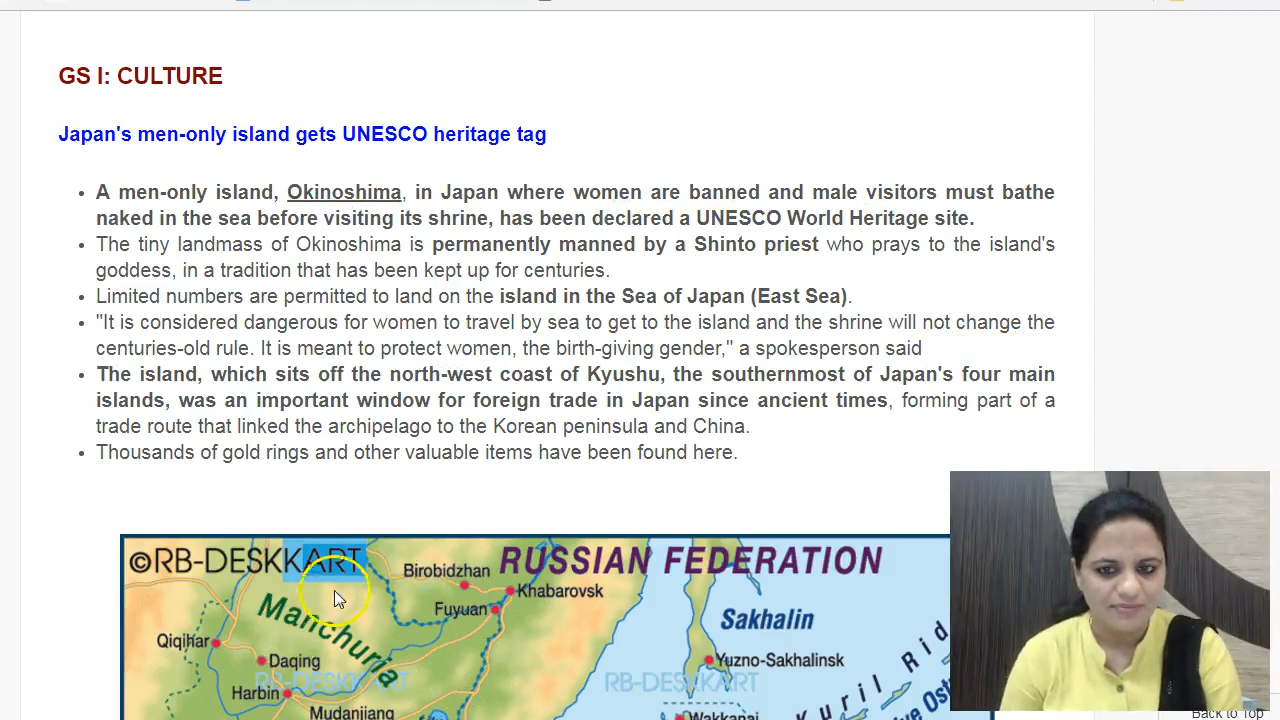 GS I: CULTURE
Japan's men-only island gets UNESCO heritage tag
• A men-only island, Okinoshima, in Japan where women are banned and male visitors must bathe
naked in the sea before visiting its shrine, has been declared a UNESCO World Heritage site.
• The tiny landmass of Okinoshima is permanently manned by a Shinto priest who prays to the island's
goddess, in a tradition that has been kept up for centuries.
• Limited numbers are permitted to land on the island in the Sea of Japan (East Sea).
• "It is considered dangerous for women to travel by sea to get to the island and the shrine will not change the
centuries-old rule. It is meant to protect women, the birth-giving gender," a spokesperson said
• The island, which sits off the north-west coast of Kyushu, the southernmost of Japan's four main
islands, was an important window for foreign trade in Japan since ancient times, forming part of a
trade route that linked the archipelago to the Korean peninsula and China.
• Thousands of gold rings and other valuable items have been found here.
©RB-DESKKART
RUSSIAN FEDERATION
Birobidzhan
Khabarovsk
Fuyuan
Manchuria
Sakhalin
Qiqihar
Daqing
Yuzno-Sakhalinsk
RB-DESKKART
RB-DESKKART
Harbin
Kuril Rid
Mudanjiang
Wakkanai
Back to Top